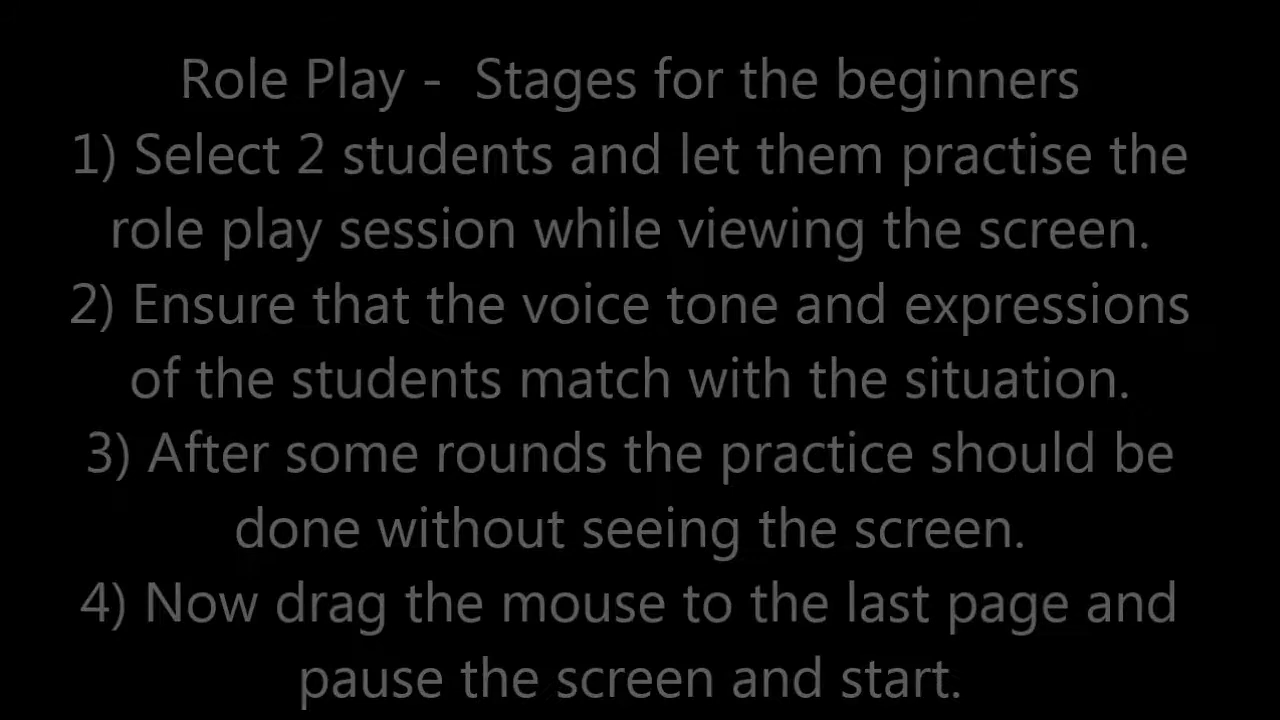 Role Play -  Stages for the beginners
1) Select 2 students and let them practise the
role play session while viewing the screen.
2) Ensure that the voice tone and expressions
of the students match with the situation.
3) After some rounds the practice should be
done without seeing the screen.
4) Now drag the mouse to the last page and
pause the screen and start.